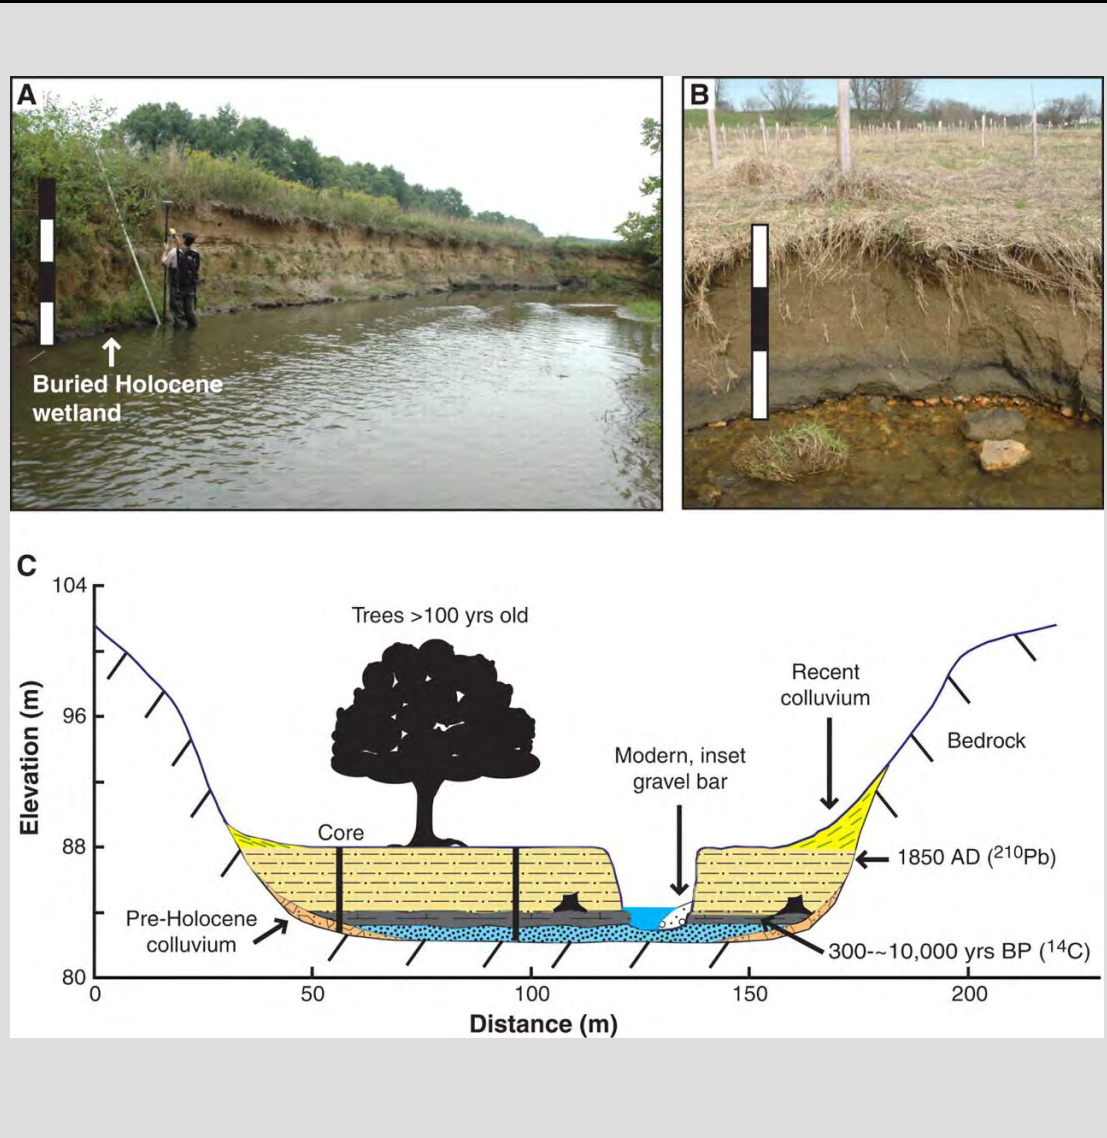 A
B
Buried Holocene
wetland
C
104
96
88
80
Elevation (m)
Trees >100 yrs old
Recent
colluvium
Modern, inset
gravel bar
Bedrock
Core
1850 AD (²¹⁰Pb)
Pre-Holocene
colluvium
300-~10,000 yrs BP (¹⁴C)
0
50
100
150
200
Distance (m)